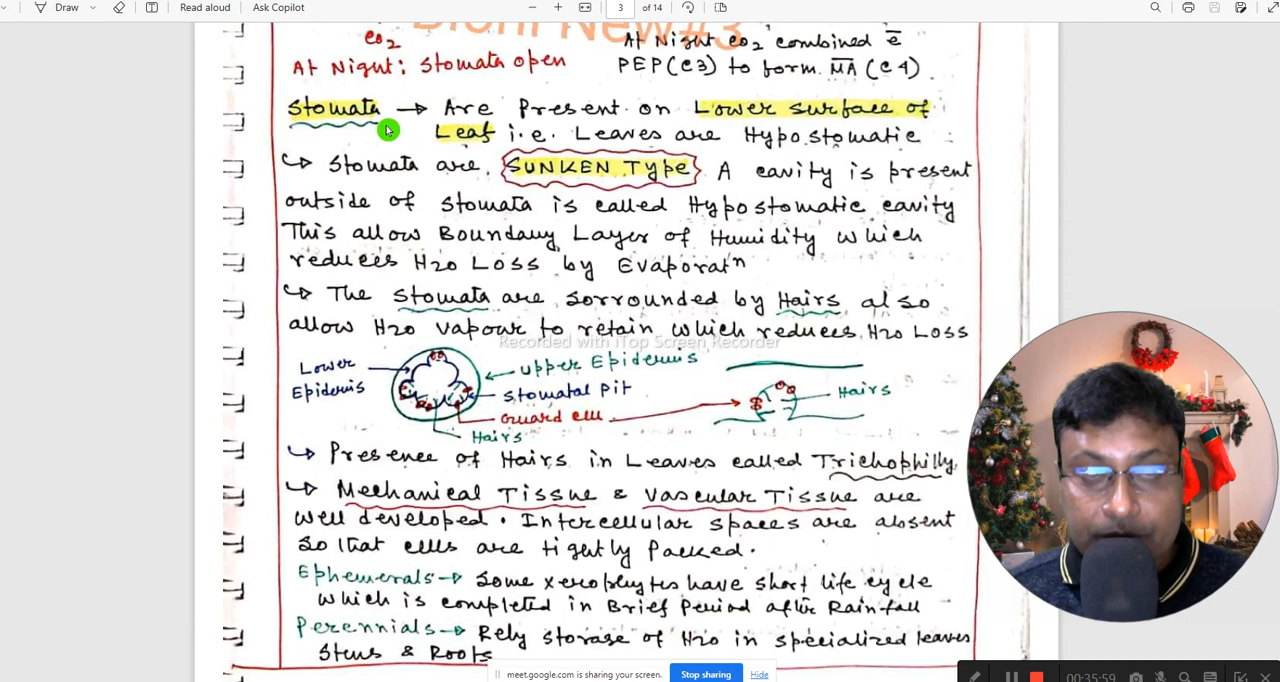 Draw
Read aloud
Ask Copilot
3
of 14
New#3
CO2
At Night: Stomata open
At Night CO2 combined c̅
PEP(C3) to form MA (C4)
Stomata → Are Present on Lower surface of
Leaf i.e. Leaves are Hypostomatic
↳ Stomata are SUNKEN Type A cavity is present
outside of stomata is called Hypostomatic cavity
This allow Boundary Layer of Humidity which
reduces H2O Loss by Evaporatn
↳ The stomata are sorrounded by Hairs also
allow H2O vapour to retain which reduces H2O Loss
Recorded with iTop Screen Recorder
Lower
Epidermis
upper Epidermis
stomatal pit
Guard cell
Hairs
Hairs
↳ Presence of Hairs in Leaves called Trichophilly
↳ Mechanical Tissue & Vascular Tissue are
well developed. Intercellular spaces are absent
so that cells are tightly Packed.
Ephemerals → Some xerophytes have short life cycle
which is completed in Brief Period after Rainfall
Perennials → Rely storage of H2O in specialized leaves
Stems & Roots
meet.google.com is sharing your screen.
Stop sharing
Hide
00:35:59